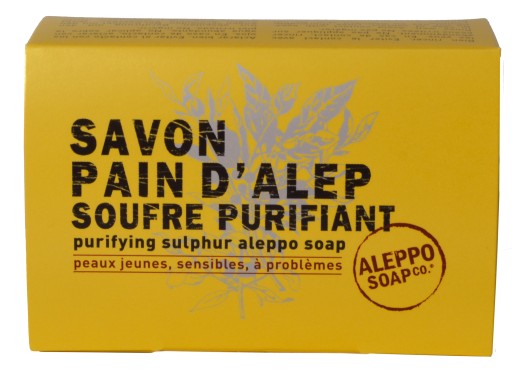 SAVON
PAIN D'ALEP
SOUFRE PURIFIANT
purifying sulphur aleppo soap
peaux jeunes, sensibles, à problèmes
ALEPPO
SOAP CO.®